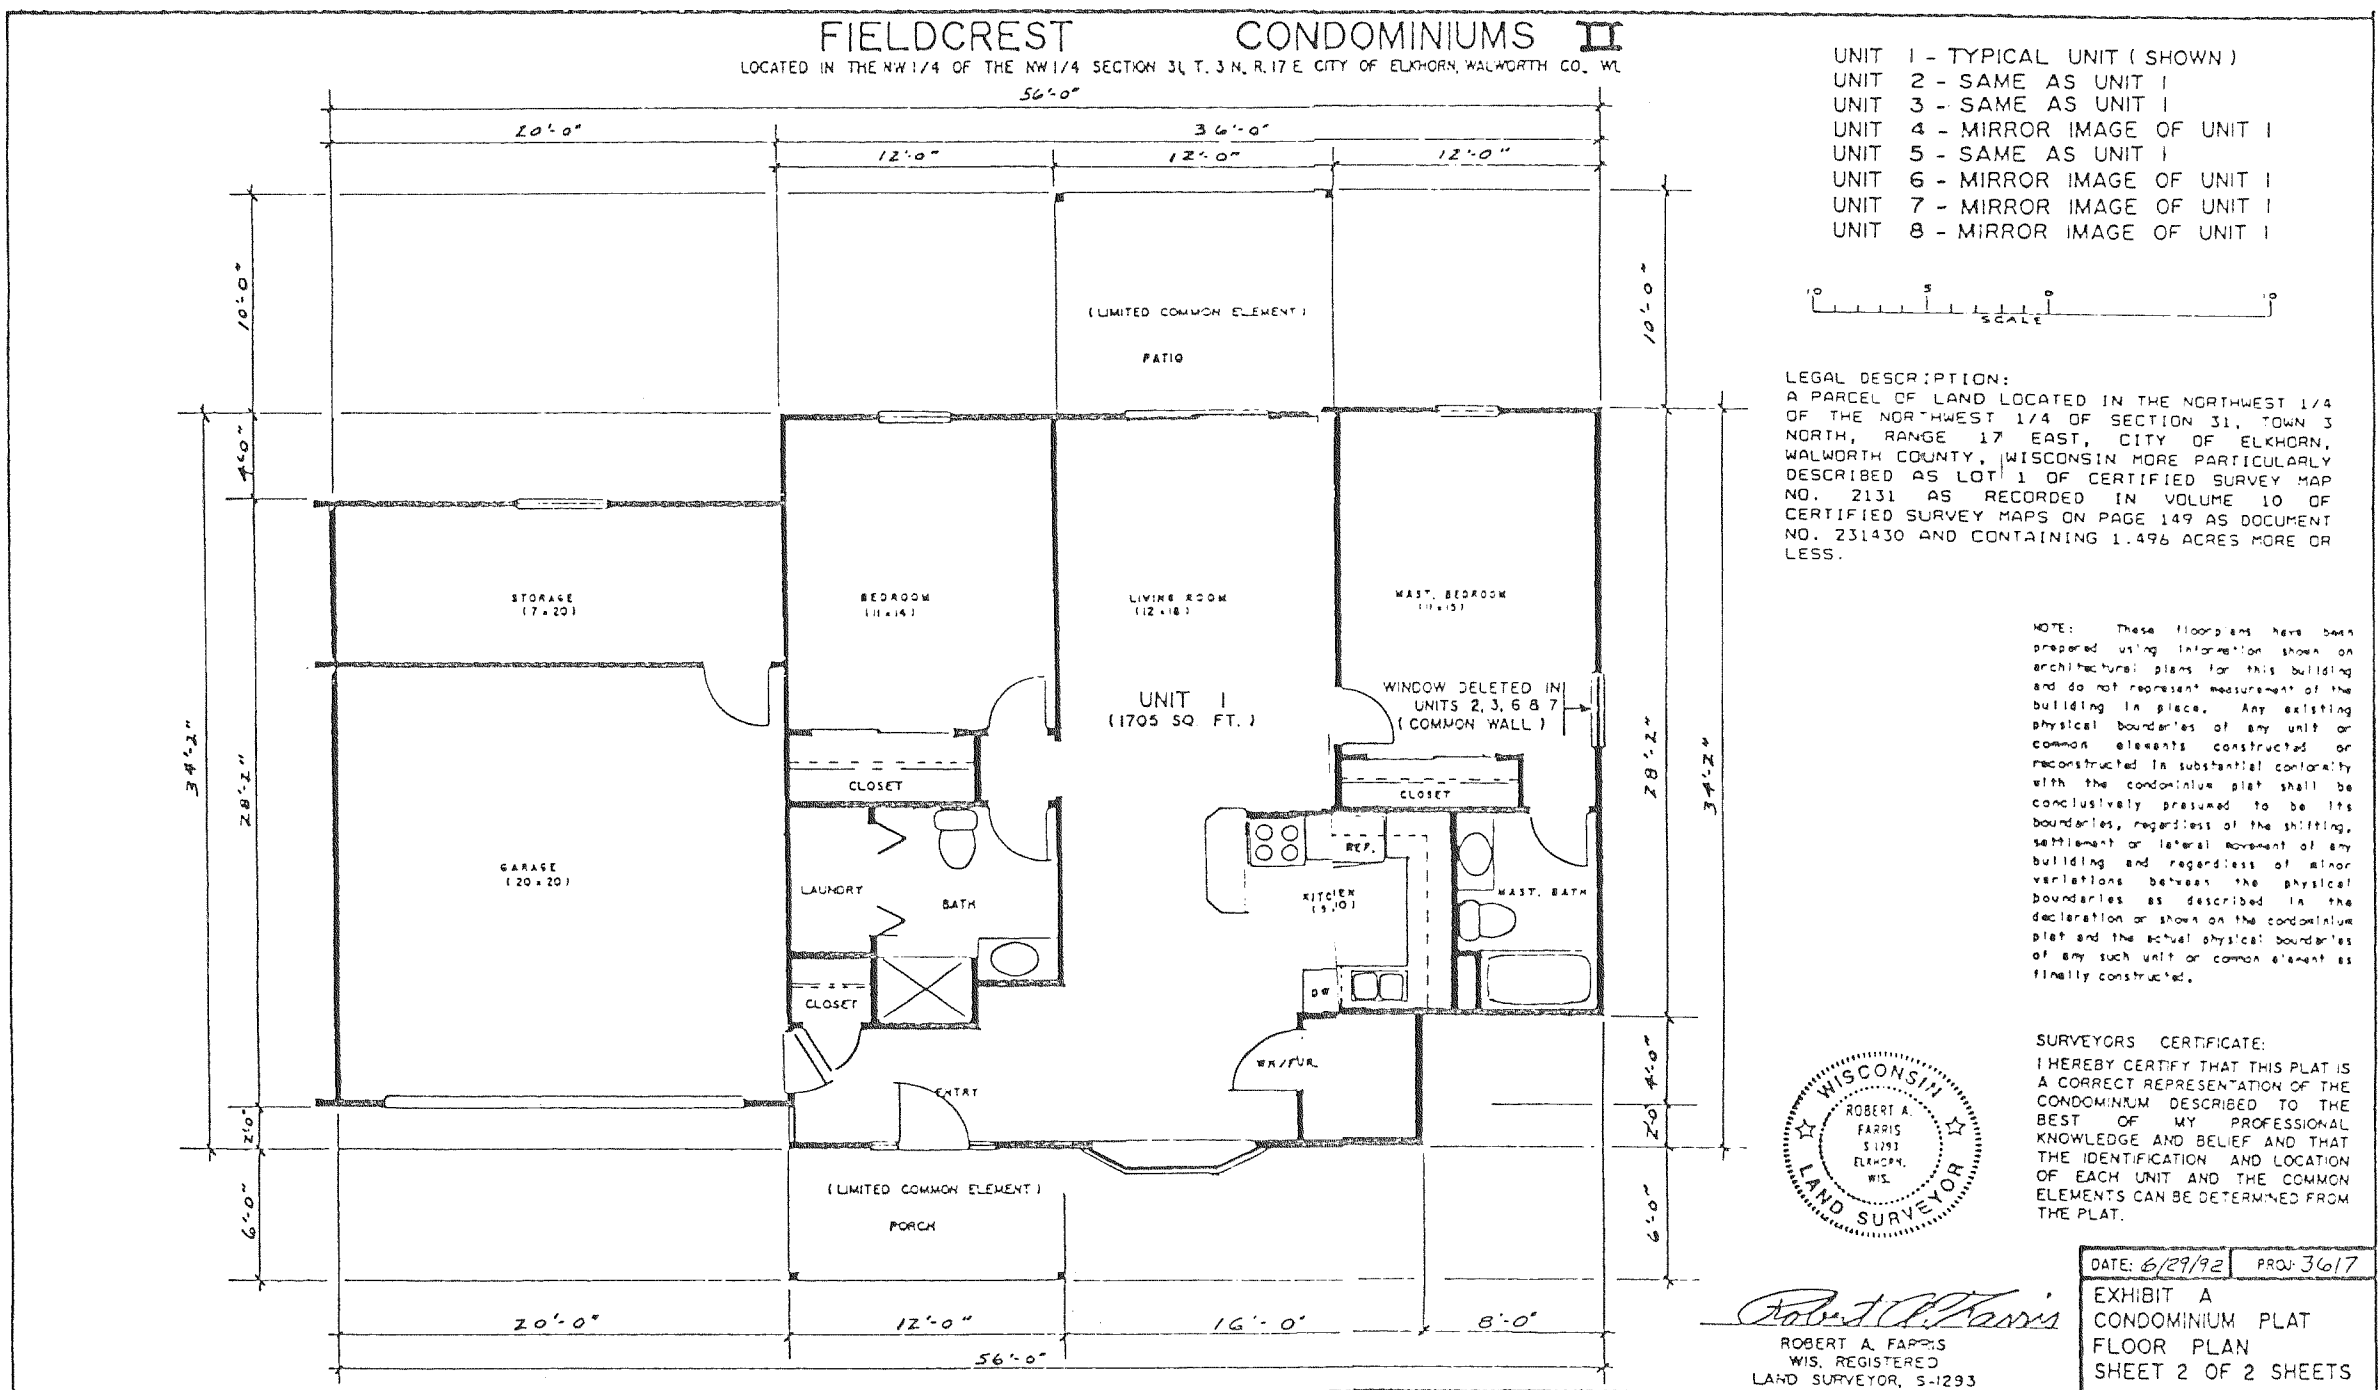 FIELDCREST CONDOMINIUMS II
LOCATED IN THE NW 1/4 OF THE NW 1/4 SECTION 31, T. 3 N. R. 17 E CITY OF ELKHORN, WALWORTH CO. WI.
UNIT 1 - TYPICAL UNIT ( SHOWN )
UNIT 2 - SAME AS UNIT 1
UNIT 3 - SAME AS UNIT 1
UNIT 4 - MIRROR IMAGE OF UNIT 1
UNIT 5 - SAME AS UNIT 1
UNIT 6 - MIRROR IMAGE OF UNIT 1
UNIT 7 - MIRROR IMAGE OF UNIT 1
UNIT 8 - MIRROR IMAGE OF UNIT 1
10 5 0 10
SCALE
56'-0"
20'-0" 36'-0"
12'-0" 12'-0" 12'-0"
10'-0"
10'-0"
( LIMITED COMMON ELEMENT )
PATIO
4'-0"
34'-2"
28'-2"
28'-2"
34'-2"
STORAGE
(7 x 20)
BEDROOM
(11 x 14)
LIVING ROOM
(12 x 18)
MAST. BEDROOM
(11 x 15)
UNIT 1
(1705 SQ. FT.)
WINDOW DELETED IN
UNITS 2, 3, 6 & 7
( COMMON WALL )
CLOSET
CLOSET
GARAGE
(20 x 20)
LAUNDRY
BATH
REF.
KITCHEN
(9x10)
MAST. BATH
CLOSET
DW
WH/FUR.
ENTRY
4'-0"
2'-0"
2'-0"
6'-0"
6'-0"
( LIMITED COMMON ELEMENT )
PORCH
20'-0" 12'-0" 16'-0" 8'-0"
56'-0"
LEGAL DESCRIPTION:
A PARCEL OF LAND LOCATED IN THE NORTHWEST 1/4
OF THE NORTHWEST 1/4 OF SECTION 31, TOWN 3
NORTH, RANGE 17 EAST, CITY OF ELKHORN,
WALWORTH COUNTY, WISCONSIN MORE PARTICULARLY
DESCRIBED AS LOT 1 OF CERTIFIED SURVEY MAP
NO. 2131 AS RECORDED IN VOLUME 10 OF
CERTIFIED SURVEY MAPS ON PAGE 149 AS DOCUMENT
NO. 231430 AND CONTAINING 1.496 ACRES MORE OR
LESS.
NOTE: These floorplans have been
prepared using information shown on
architectural plans for this building
and do not represent measurement of the
building in place. Any existing
physical boundaries of any unit or
common elements constructed or
reconstructed in substantial conformity
with the condominium plat shall be
conclusively presumed to be its
boundaries, regardless of the shifting,
settlement or lateral movement of any
building and regardless of minor
variations between the physical
boundaries as described in the
declaration or shown on the condominium
plat and the actual physical boundaries
of any such unit or common element as
finally constructed.
SURVEYORS CERTIFICATE:
I HEREBY CERTIFY THAT THIS PLAT IS
A CORRECT REPRESENTATION OF THE
CONDOMINIUM DESCRIBED TO THE
BEST OF MY PROFESSIONAL
KNOWLEDGE AND BELIEF AND THAT
THE IDENTIFICATION AND LOCATION
OF EACH UNIT AND THE COMMON
ELEMENTS CAN BE DETERMINED FROM
THE PLAT.
WISCONSIN
ROBERT A.
FARRIS
S-1293
ELKHORN,
WIS.
LAND SURVEYOR
Robert A. Farris
ROBERT A. FARRIS
WIS. REGISTERED
LAND SURVEYOR, S-1293
DATE: 6/29/92 PROJ. 3617
EXHIBIT A
CONDOMINIUM PLAT
FLOOR PLAN
SHEET 2 OF 2 SHEETS